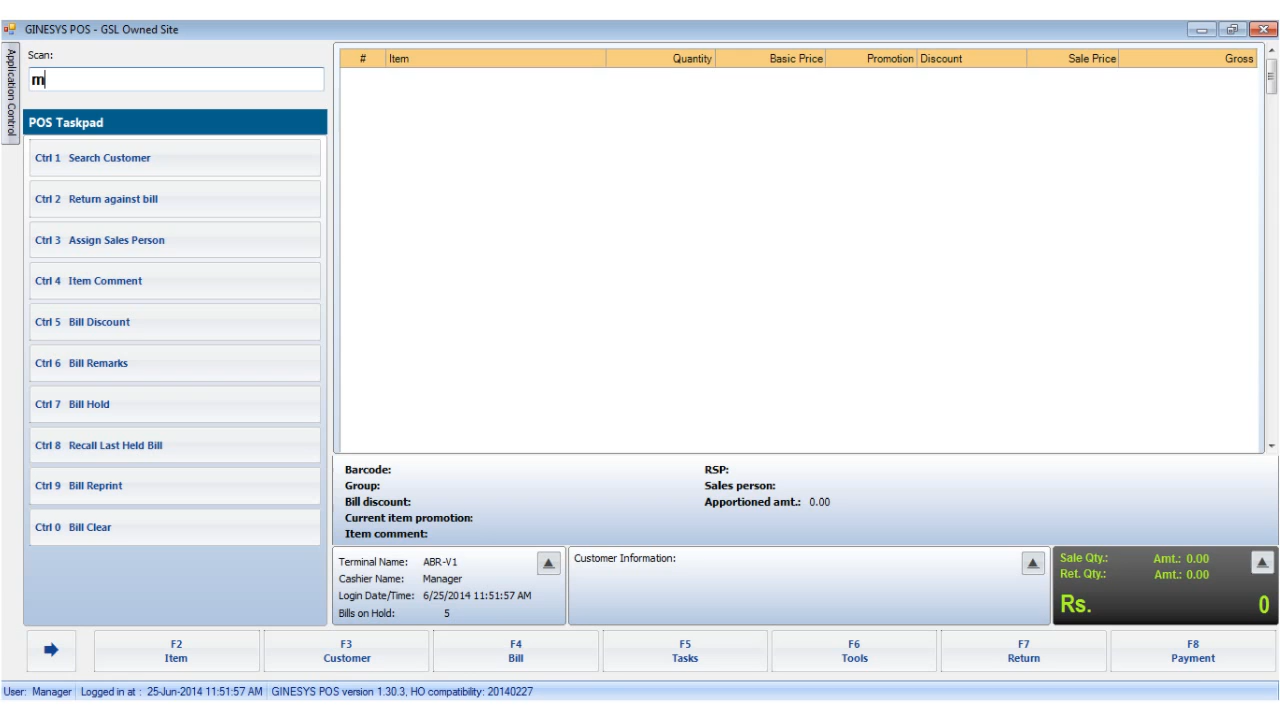 GINESYS POS - GSL Owned Site
Application Control
Scan:
m
POS Taskpad
Ctrl 1 Search Customer
Ctrl 2 Return against bill
Ctrl 3 Assign Sales Person
Ctrl 4 Item Comment
Ctrl 5 Bill Discount
Ctrl 6 Bill Remarks
Ctrl 7 Bill Hold
Ctrl 8 Recall Last Held Bill
Ctrl 9 Bill Reprint
Ctrl 0 Bill Clear
# Item Quantity Basic Price Promotion Discount Sale Price Gross
Barcode: RSP:
Group: Sales person:
Bill discount: Apportioned amt.: 0.00
Current item promotion:
Item comment:
Terminal Name: ABR-V1
Cashier Name: Manager
Login Date/Time: 6/25/2014 11:51:57 AM
Bills on Hold: 5
Customer Information:
Sale Qty.: Amt.: 0.00
Ret. Qty.: Amt.: 0.00
Rs. 0
F2 F3 F4 F5 F6 F7 F8
Item Customer Bill Tasks Tools Return Payment
User: Manager Logged in at : 25-Jun-2014 11:51:57 AM GINESYS POS version 1.30.3, HO compatibility: 20140227